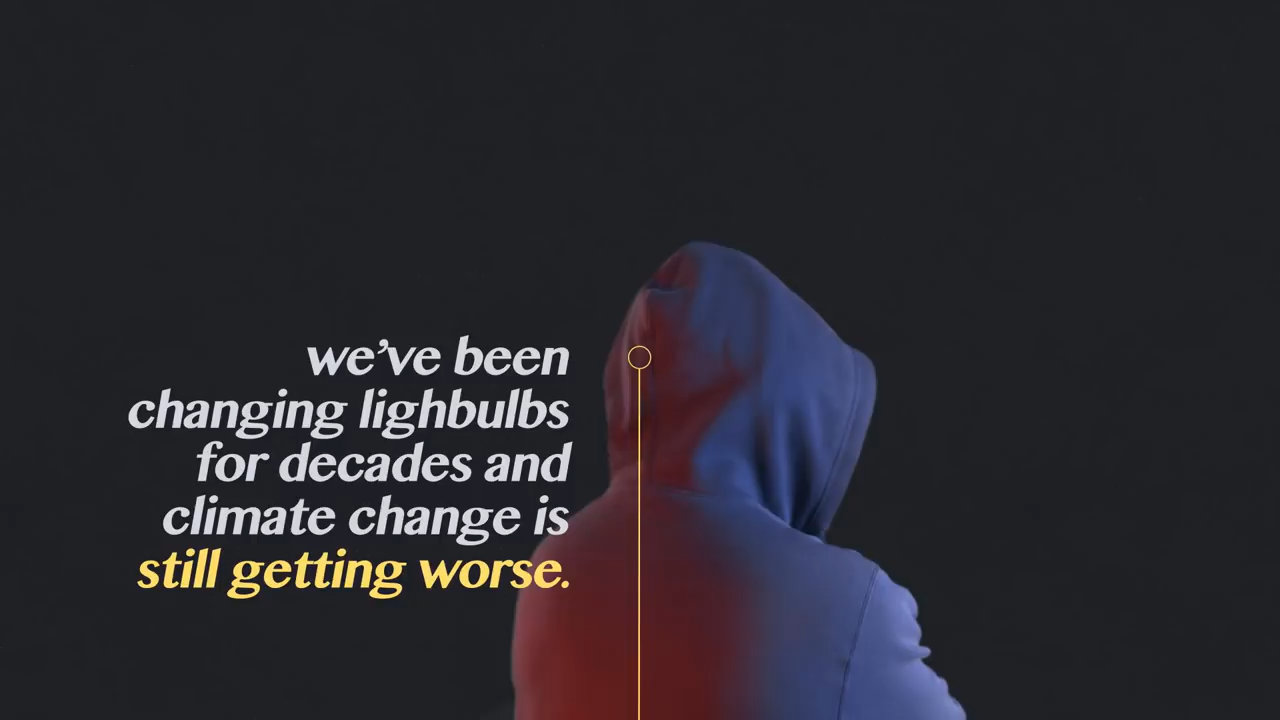 we've been
changing lighbulbs
for decades and
climate change is
still getting worse.